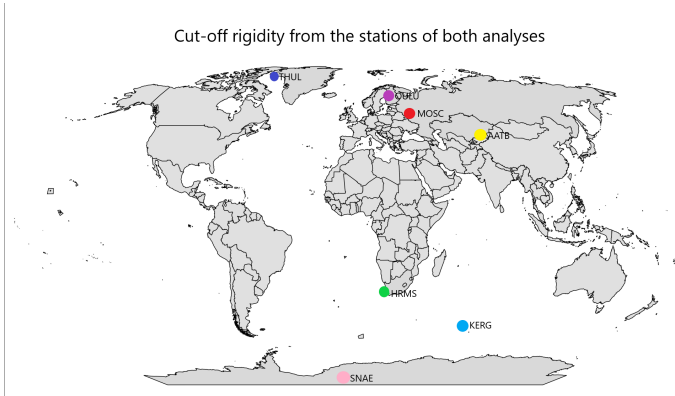 Cut-off rigidity from the stations of both analyses
THUL
OULU
MOSC
AATB
HRMS
KERG
SNAE